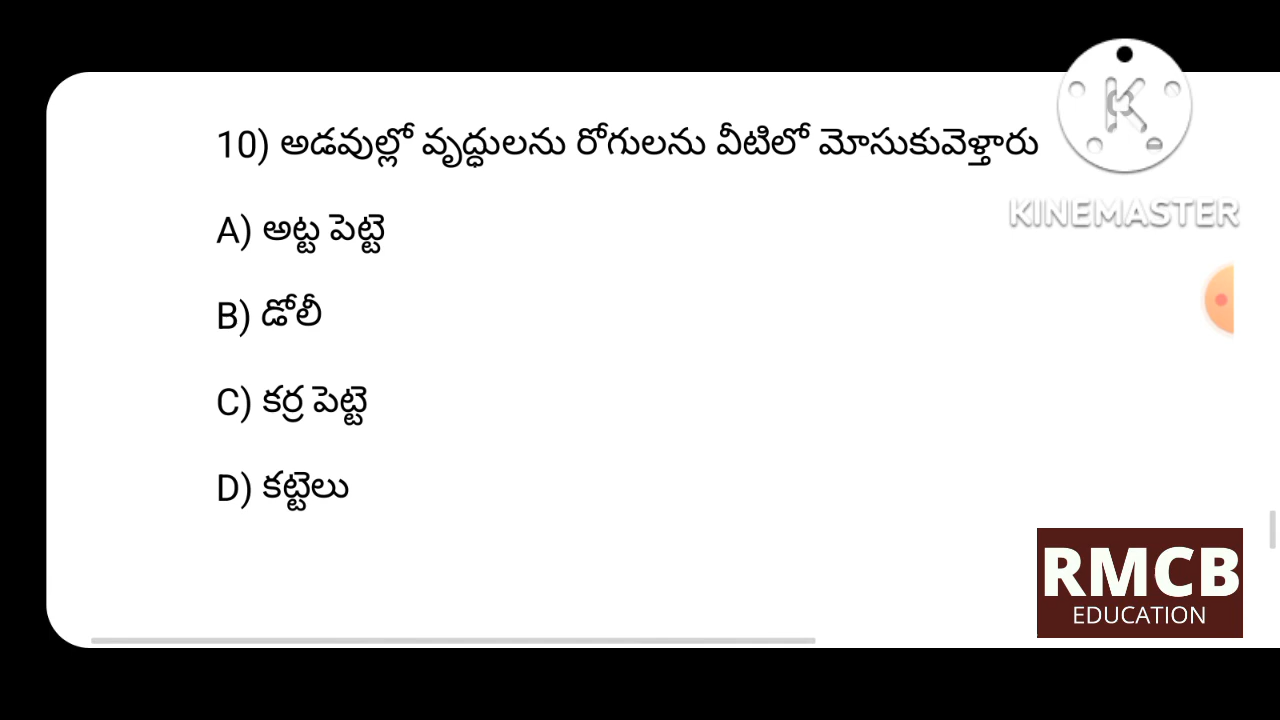 10) అడవుల్లో వృద్ధులను రోగులను వీటిలో మోసుకువెళ్తారు
KINEMASTER
A) అట్ట పెట్టె
B) డోలీ
C) కర్ర పెట్టె
D) కట్టెలు
RMCB
EDUCATION